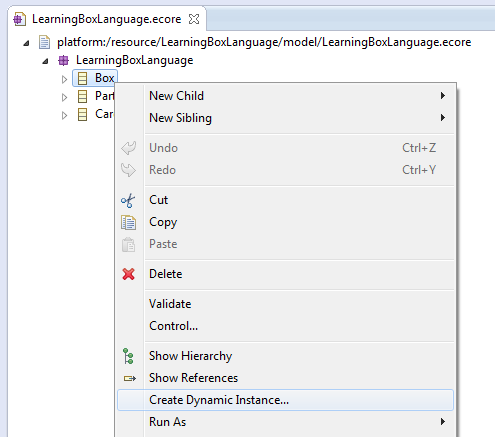 LearningBoxLanguage.ecore
platform:/resource/LearningBoxLanguage/model/LearningBoxLanguage.ecore
LearningBoxLanguage
Box
Part
Car
New Child
New Sibling
Undo Ctrl+Z
Redo Ctrl+Y
Cut
Copy
Paste
Delete
Validate
Control...
Show Hierarchy
Show References
Create Dynamic Instance...
Run As